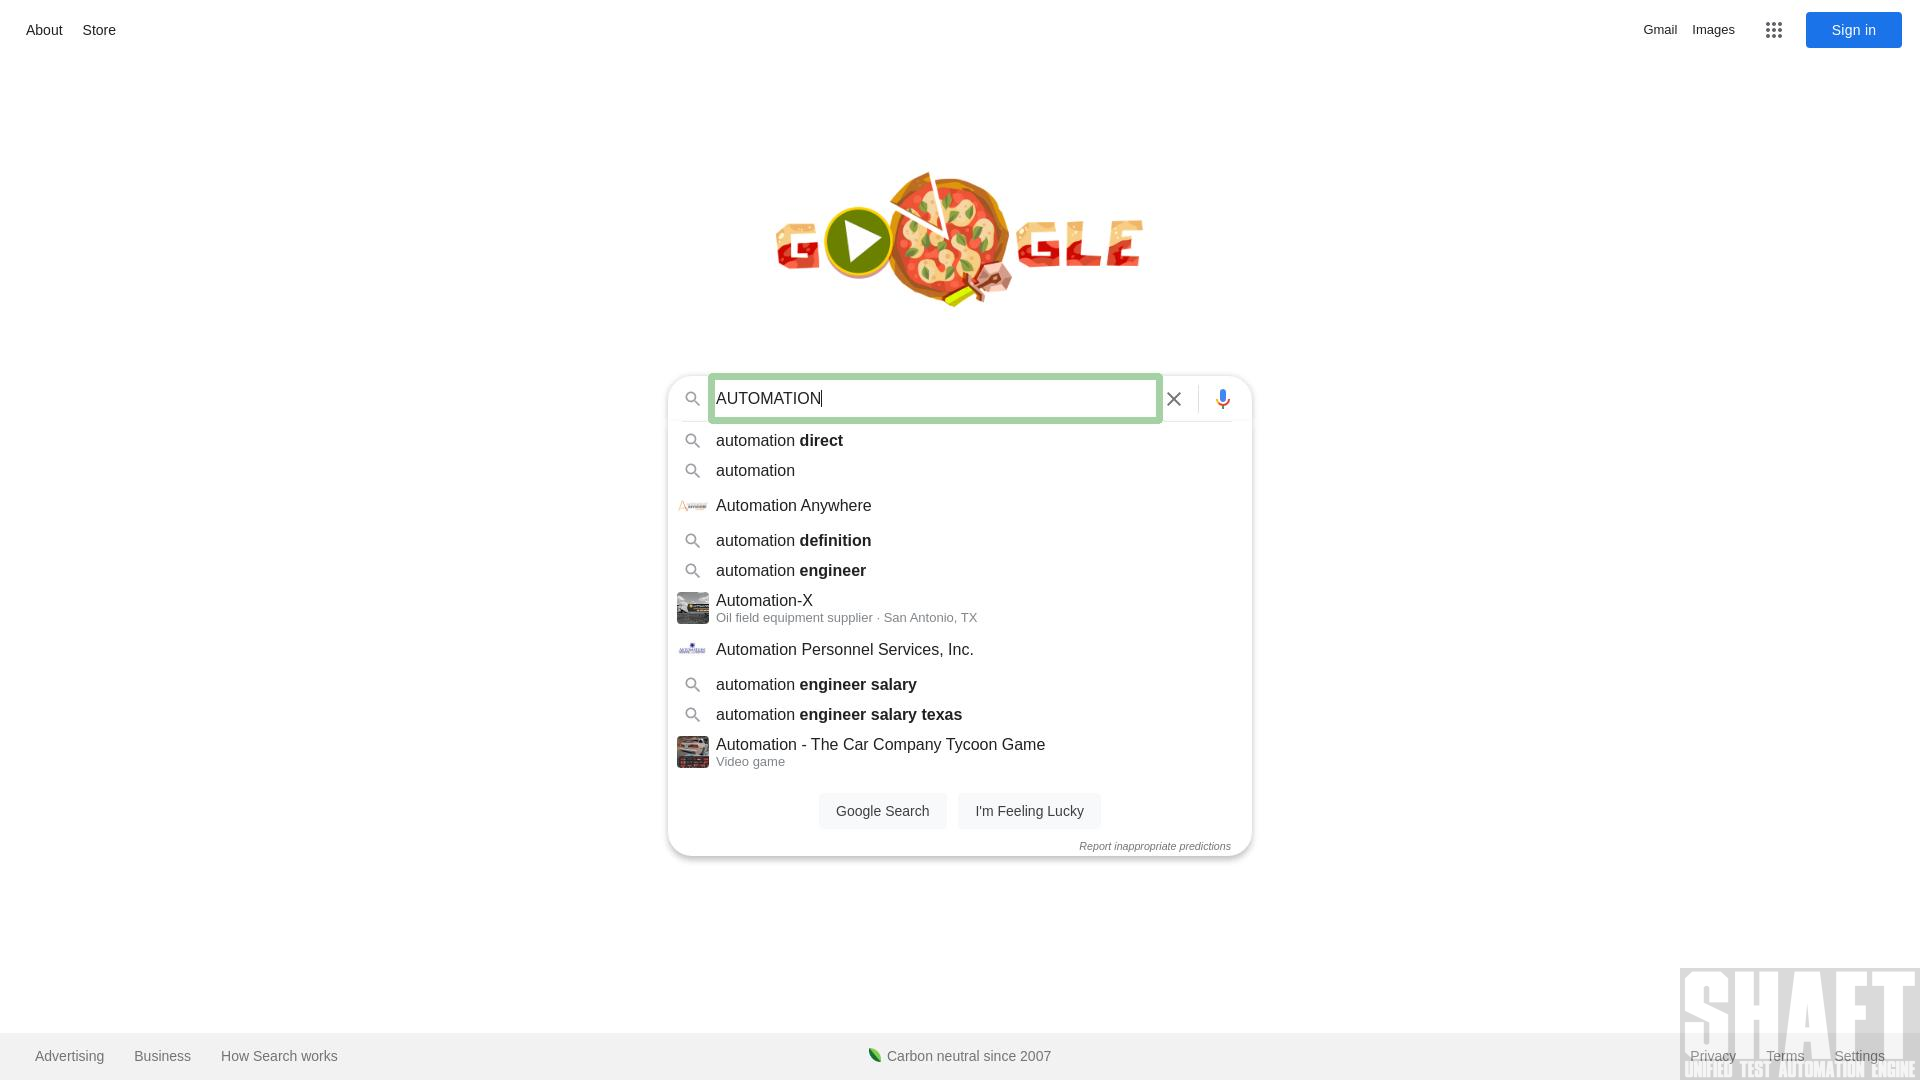 About
Store
Gmail
Images
Sign in
GOOGLE
AUTOMATION
automation direct
automation
Automation Anywhere
automation definition
automation engineer
Automation-X
Oil field equipment supplier · San Antonio, TX
Automation Personnel Services, Inc.
automation engineer salary
automation engineer salary texas
Automation - The Car Company Tycoon Game
Video game
Google Search
I'm Feeling Lucky
Report inappropriate predictions
SHAFT
UNIFIED TEST AUTOMATION ENGINE
Advertising
Business
How Search works
Carbon neutral since 2007
Privacy
Terms
Settings